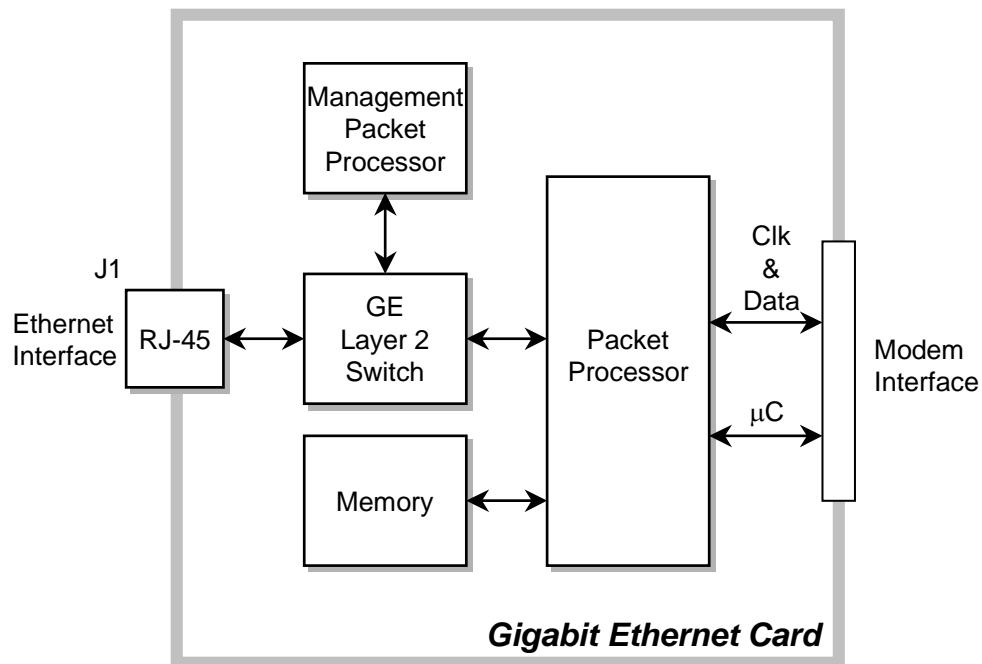 Management
Packet
Processor
J1
Ethernet
Interface
RJ-45
GE
Layer 2
Switch
Memory
Packet
Processor
Clk
&
Data
μC
Modem
Interface
Gigabit Ethernet Card